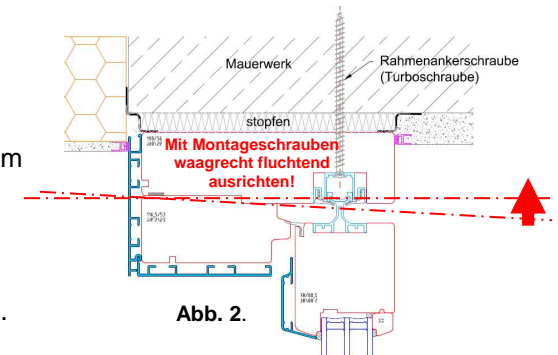 Mauerwerk
Rahmenankerschraube
(Turboschraube)
stopfen
Mit Montageschrauben
waagrecht fluchtend
ausrichten!
m
.
Abb. 2.